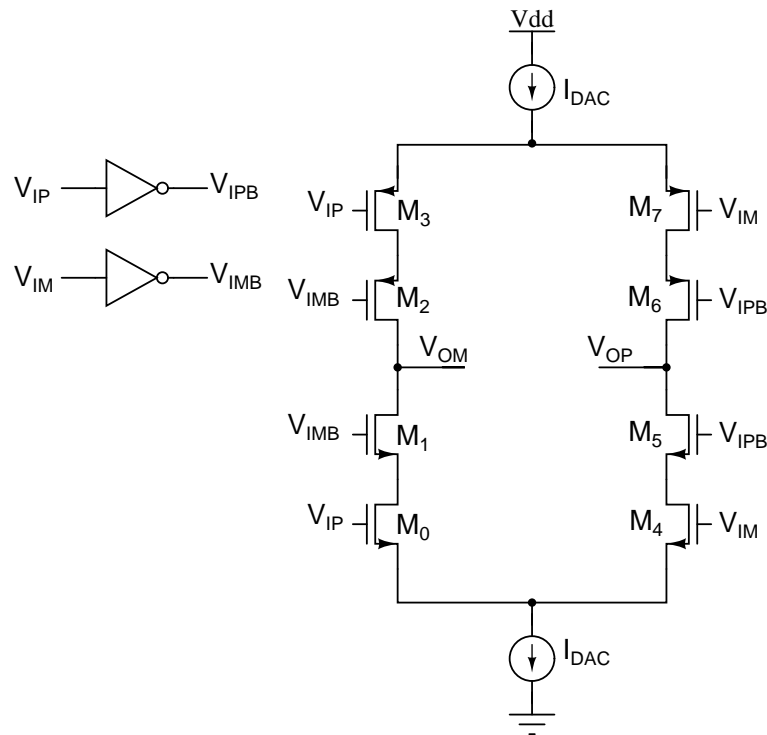 Vdd
I_DAC
V_IP V_IPB
V_IM V_IMB
V_IP M_3 M_7 V_IM
V_IMB M_2 M_6 V_IPB
V_OM V_OP
V_IMB M_1 M_5 V_IPB
V_IP M_0 M_4 V_IM
I_DAC